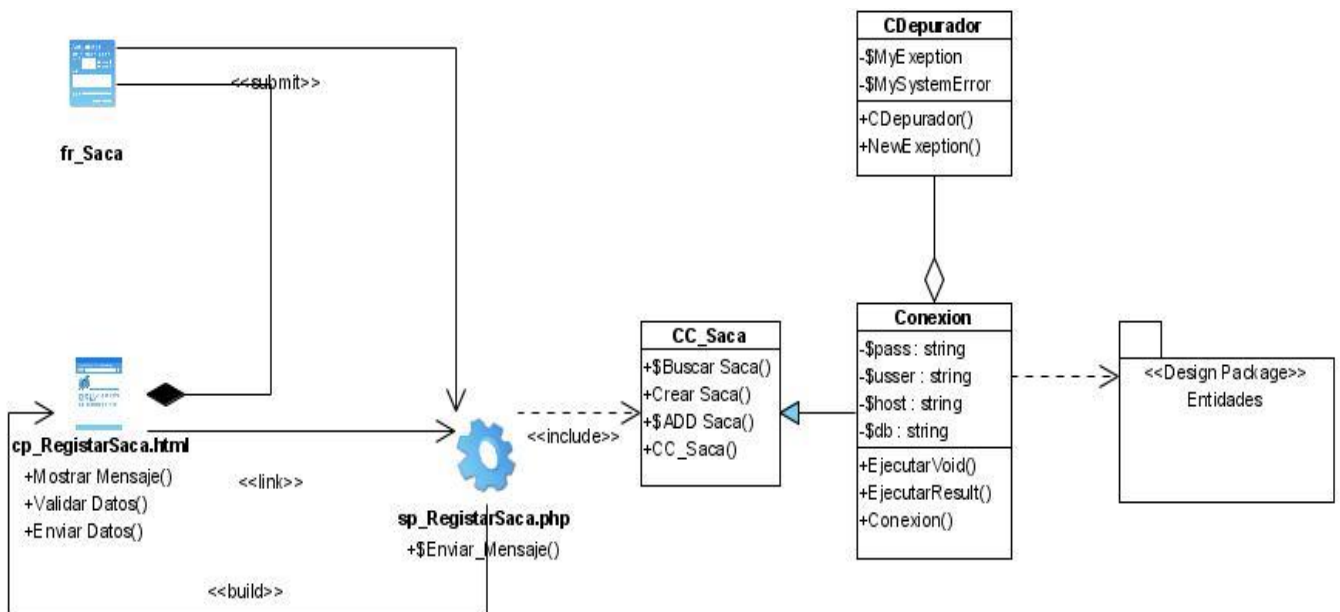 fr_Saca
<<submit>>
cp_RegistarSaca.html
+Mostrar Mensaje()
+Validar Datos()
+Enviar Datos()
<<link>>
<<build>>
sp_RegistarSaca.php
+$Enviar_Mensaje()
<<include>>
CC_Saca
+$Buscar Saca()
+Crear Saca()
+$ADD Saca()
+CC_Saca()
CDepurador
-$MyExeption
-$MySystemError
+CDepurador()
+NewExeption()
Conexion
-$pass : string
-$usser : string
-$host : string
-$db : string
+EjecutarVoid()
+EjecutarResult()
+Conexion()
<<Design Package>>
Entidades